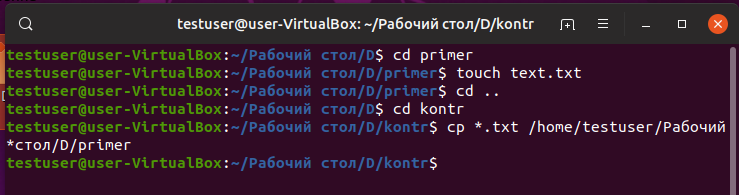 testuser@user-VirtualBox: ~/Рабочий стол/D/kontr
testuser@user-VirtualBox:~/Рабочий стол/D$ cd primer
testuser@user-VirtualBox:~/Рабочий стол/D/primer$ touch text.txt
testuser@user-VirtualBox:~/Рабочий стол/D/primer$ cd ..
testuser@user-VirtualBox:~/Рабочий стол/D$ cd kontr
testuser@user-VirtualBox:~/Рабочий стол/D/kontr$ cp *.txt /home/testuser/Рабочий
*стол/D/primer
testuser@user-VirtualBox:~/Рабочий стол/D/kontr$